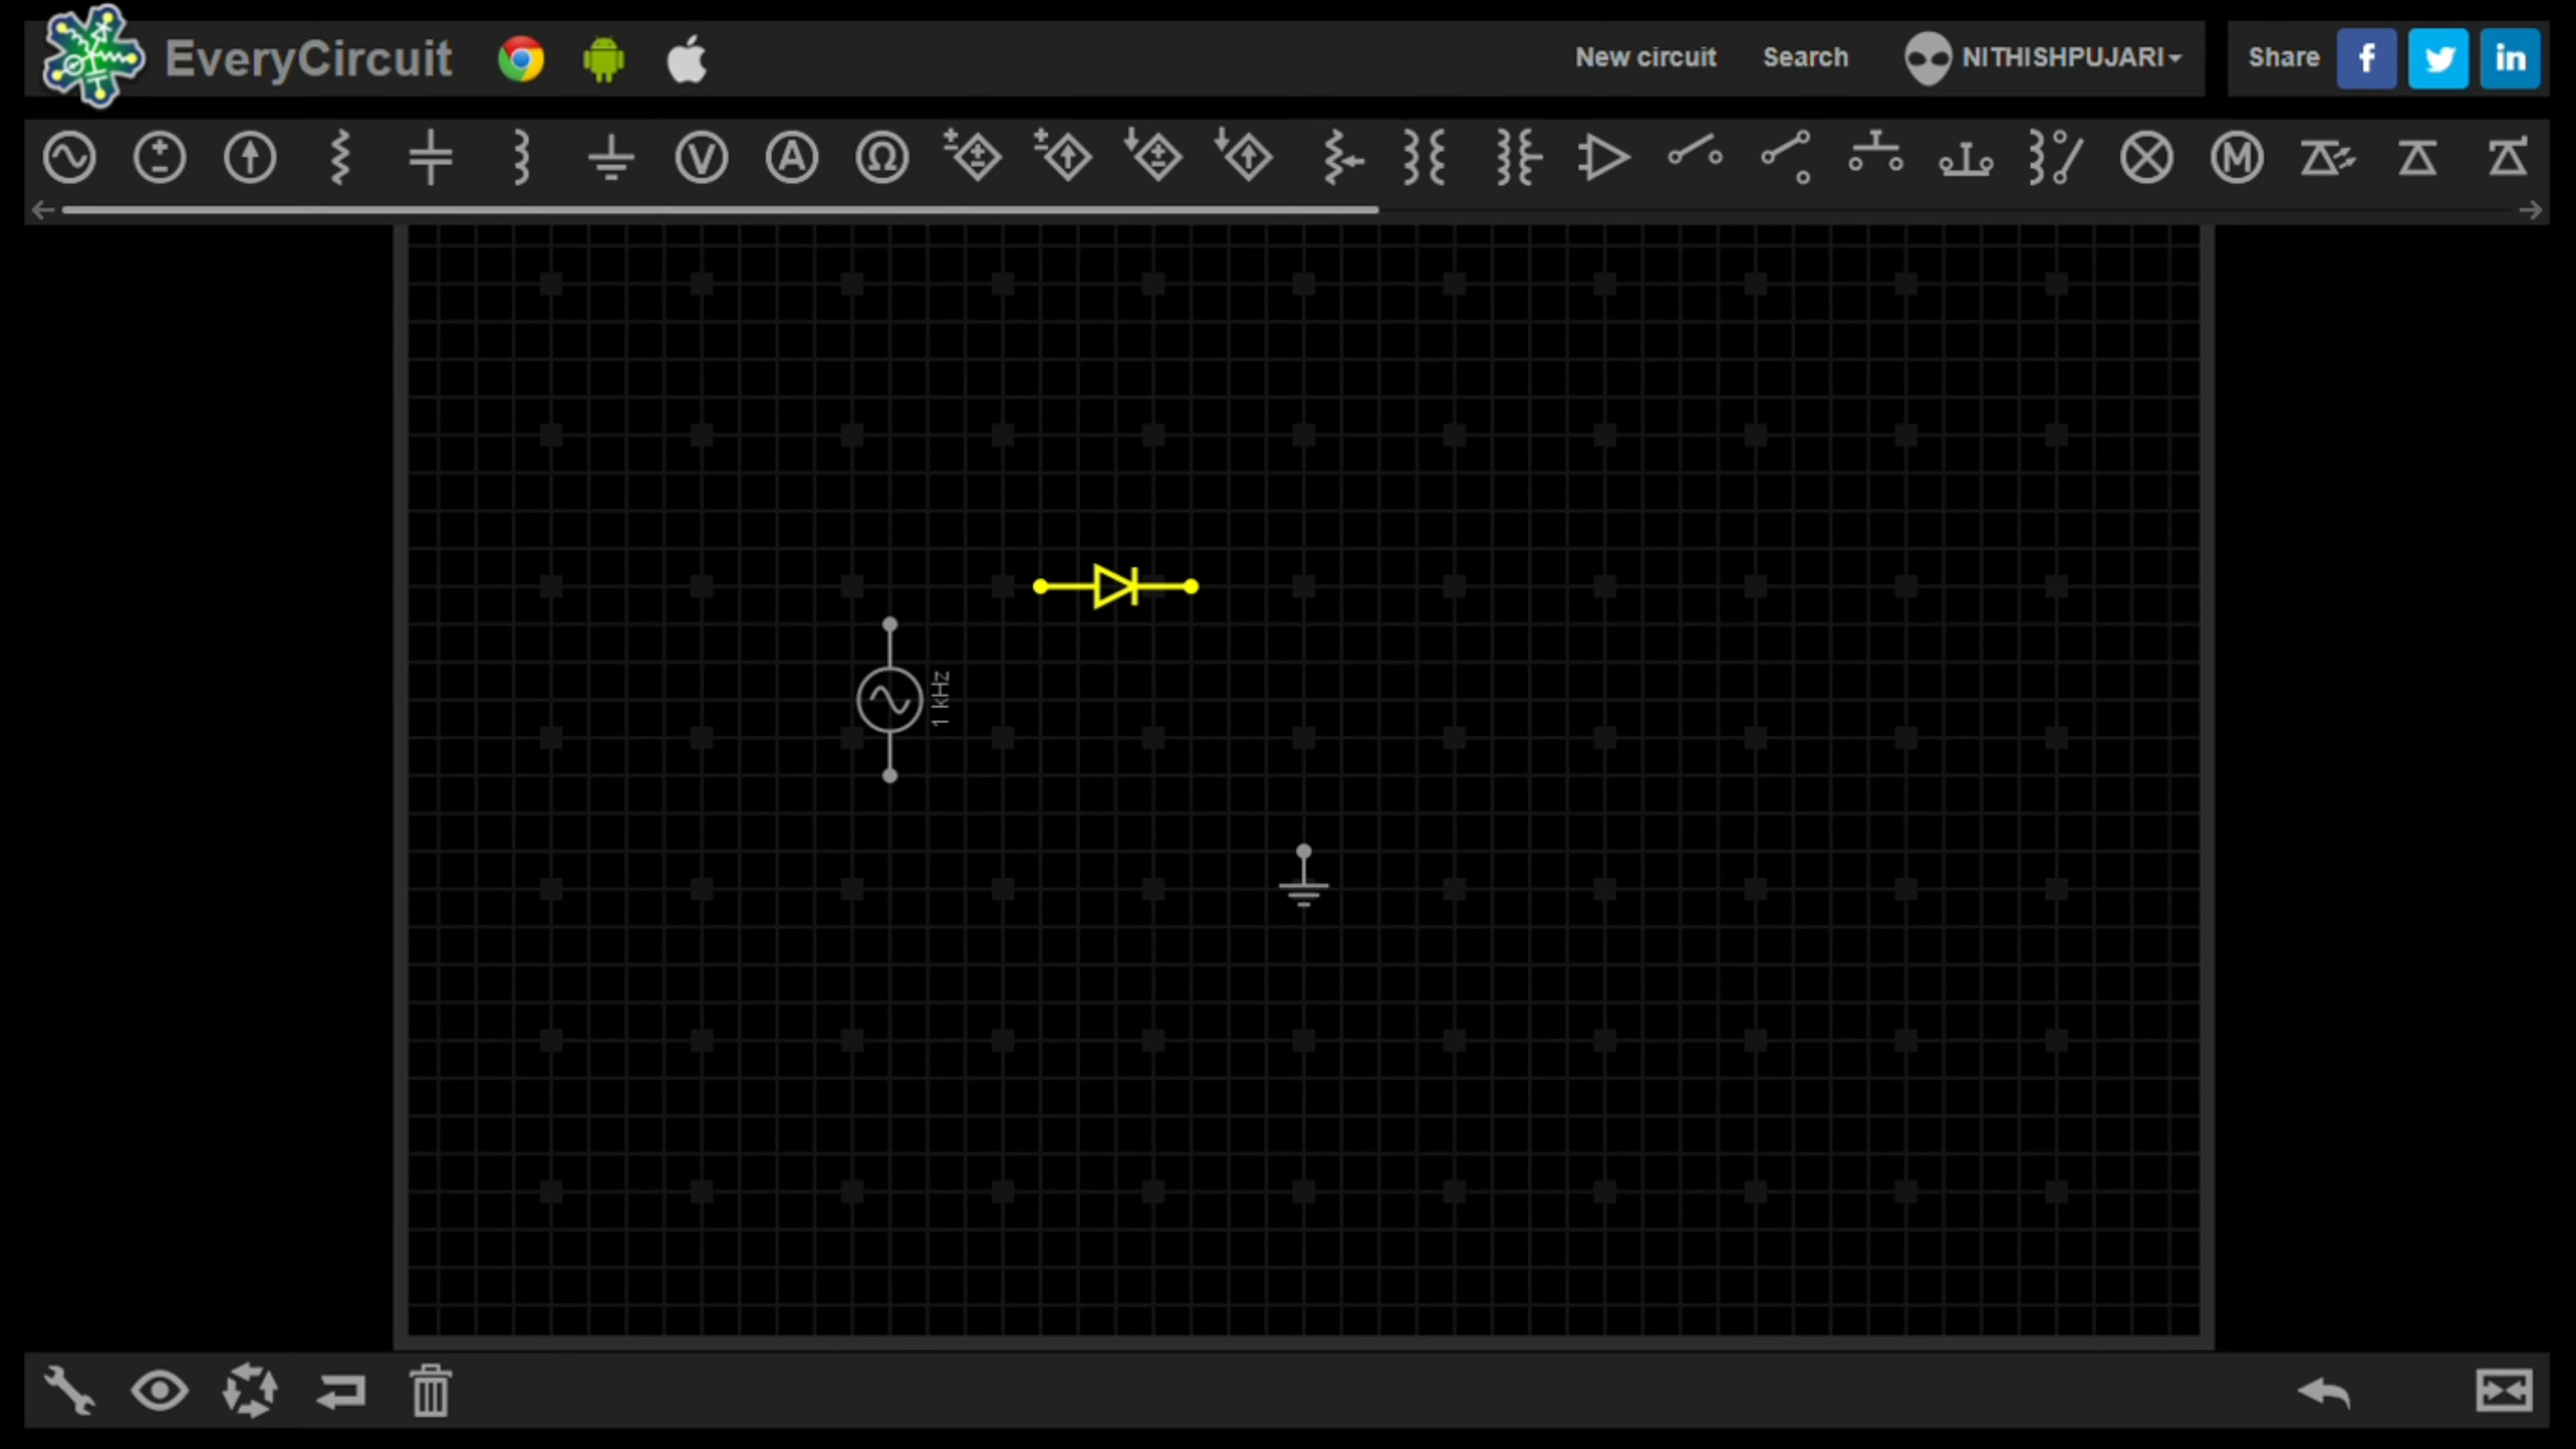 EveryCircuit New circuit Search NITHISHPUJARI Share f in
V A Ω M
1 kHz